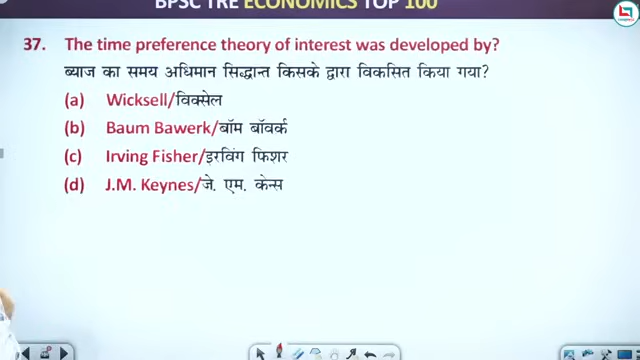 BPSC TRE ECONOMICS TOP 100
37. The time preference theory of interest was developed by?
ब्याज का समय अधिमान सिद्धान्त किसके द्वारा विकसित किया गया?
(a) Wicksell/विक्सेल
(b) Baum Bawerk/बॉम बॉवर्क
(c) Irving Fisher/इरविंग फिशर
(d) J.M. Keynes/जे. एम. केन्स